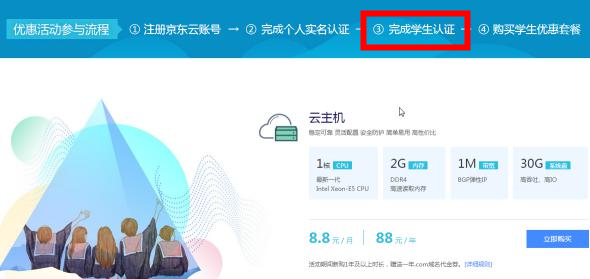 优惠活动参与流程 ① 注册京东云账号 → ② 完成个人实名认证 → ③ 完成学生认证 → ④ 购买学生优惠套餐
云主机
稳定可靠 灵活配置 安全防护 简单易用 高性价比
1核 CPU
最新一代
Intel Xeon-E5 CPU
2G 内存
DDR4
高速读取内存
1M 带宽
BGP弹性IP
30G 系统盘
高吞吐、高IO
8.8 元 / 月
88 元 / 年
立即购买
活动期间新购1年及以上时长，赠送一年.com域名代金券。[详细规则]